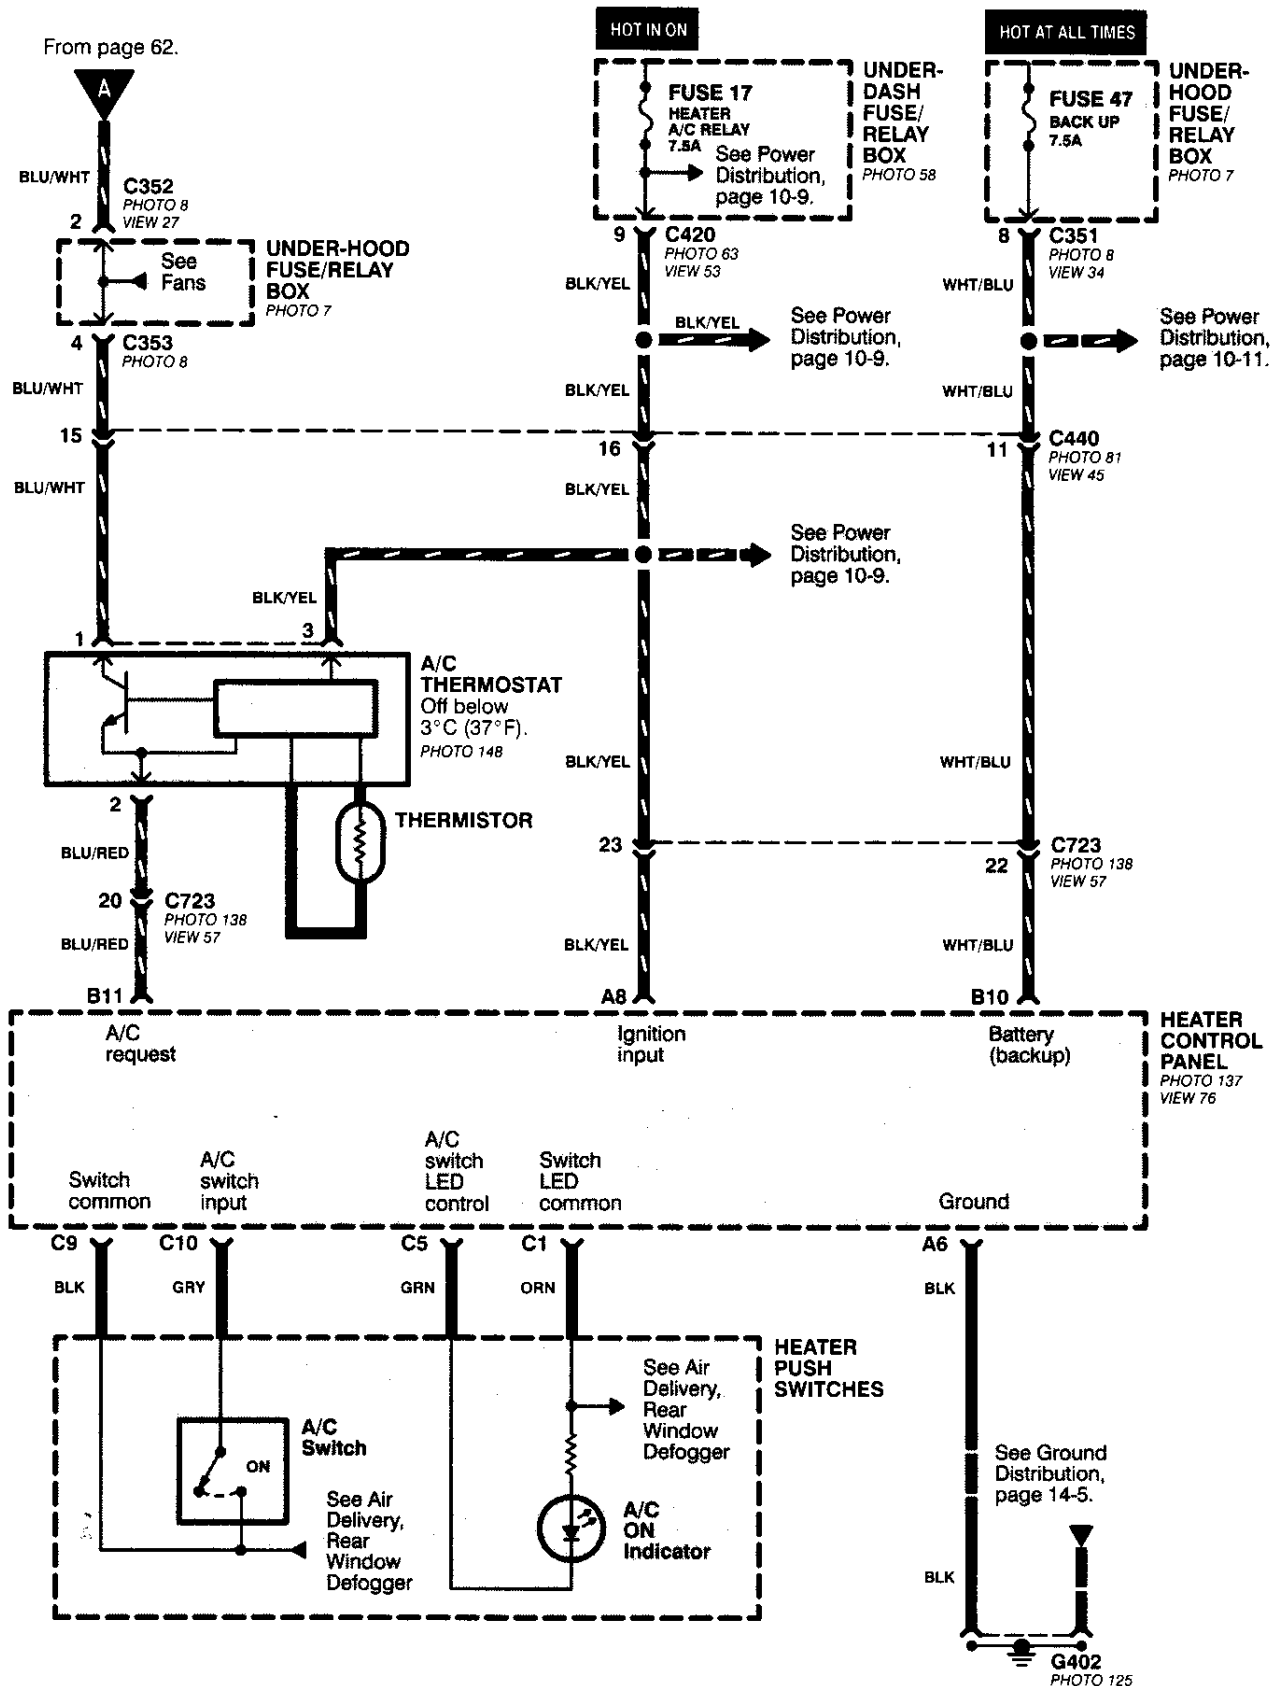 From page 62.
A
BLU/WHT
C352
PHOTO 8
VIEW 27
2
See
Fans
UNDER-HOOD
FUSE/RELAY
BOX
PHOTO 7
4
C353
PHOTO 8
BLU/WHT
15
BLU/WHT
HOT IN ON
FUSE 17
HEATER
A/C RELAY
7.5A
See Power
Distribution,
page 10-9.
UNDER-
DASH
FUSE/
RELAY
BOX
PHOTO 58
9
C420
PHOTO 63
VIEW 53
BLK/YEL
BLK/YEL
See Power
Distribution,
page 10-9.
BLK/YEL
16
BLK/YEL
See Power
Distribution,
page 10-9.
HOT AT ALL TIMES
FUSE 47
BACK UP
7.5A
UNDER-
HOOD
FUSE/
RELAY
BOX
PHOTO 7
8
C351
PHOTO 8
VIEW 34
WHT/BLU
See Power
Distribution,
page 10-11.
WHT/BLU
11
C440
PHOTO 81
VIEW 45
BLK/YEL
1
3
A/C
THERMOSTAT
Off below
3°C (37°F).
PHOTO 148
THERMISTOR
2
BLU/RED
20
C723
PHOTO 138
VIEW 57
BLU/RED
B11
BLK/YEL
23
BLK/YEL
A8
WHT/BLU
22
C723
PHOTO 138
VIEW 57
WHT/BLU
B10
A/C
request
Ignition
input
Battery
(backup)
HEATER
CONTROL
PANEL
PHOTO 137
VIEW 76
Switch
common
A/C
switch
input
A/C
switch
LED
control
Switch
LED
common
Ground
C9
C10
C5
C1
A6
BLK
GRY
GRN
ORN
BLK
HEATER
PUSH
SWITCHES
A/C
Switch
ON
See Air
Delivery,
Rear
Window
Defogger
See Air
Delivery,
Rear
Window
Defogger
A/C
ON
Indicator
See Ground
Distribution,
page 14-5.
BLK
G402
PHOTO 125